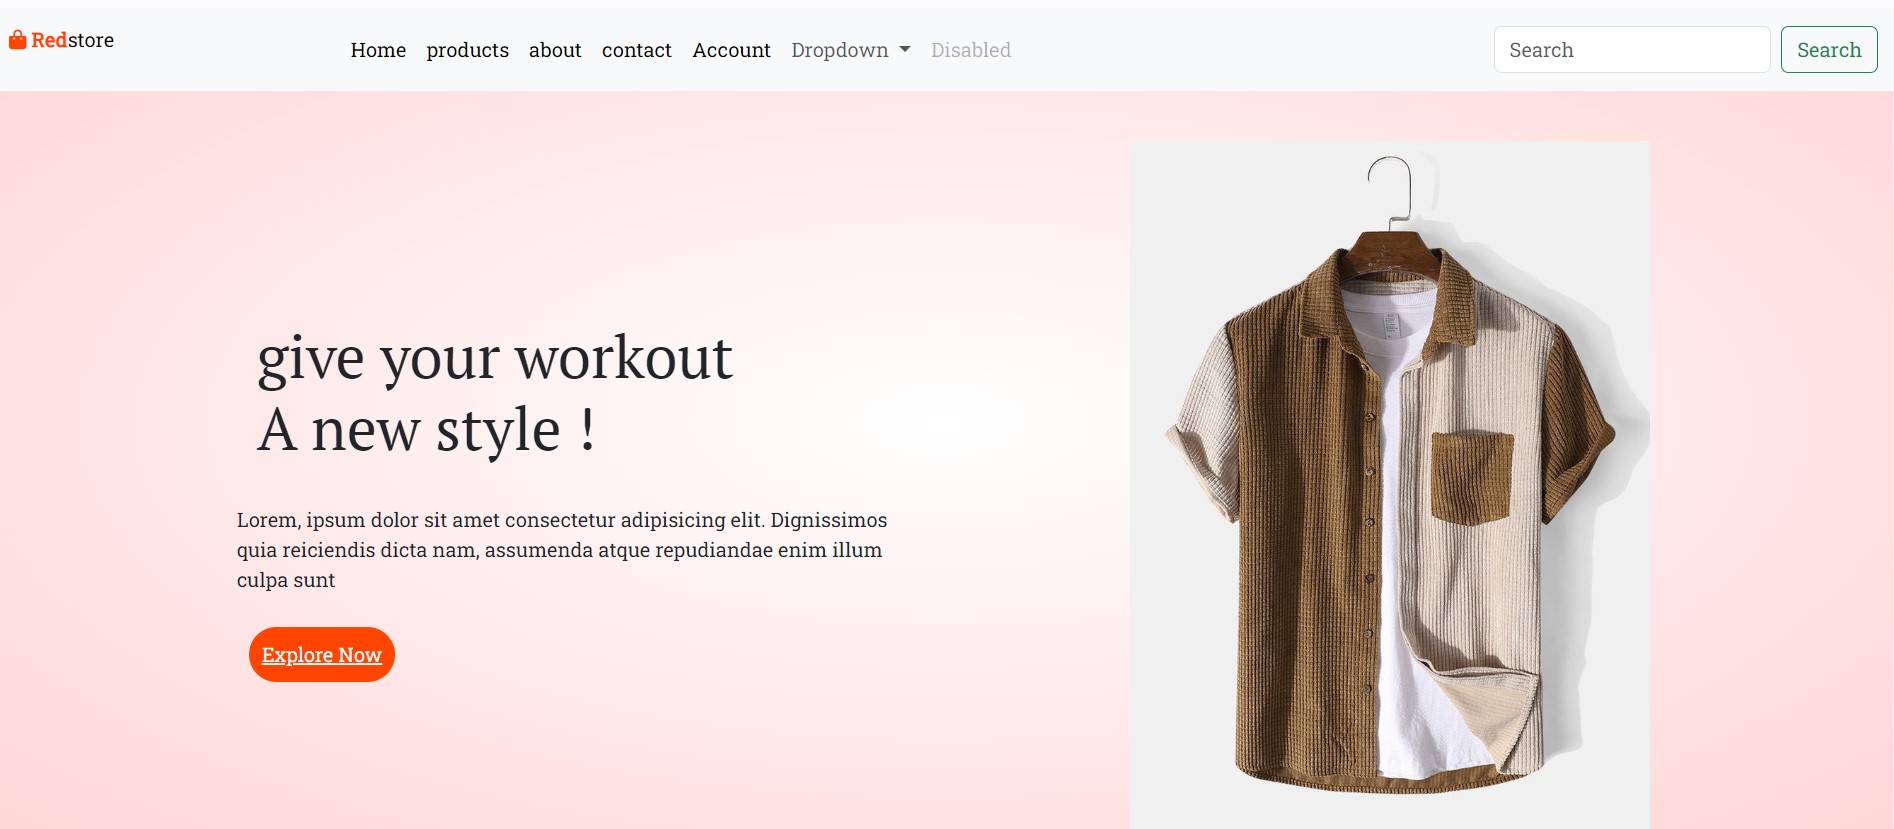 Redstore
Home products about contact Account Dropdown Disabled
Search Search
give your workout
A new style !
Lorem, ipsum dolor sit amet consectetur adipisicing elit. Dignissimos
quia reiciendis dicta nam, assumenda atque repudiandae enim illum
culpa sunt
Explore Now